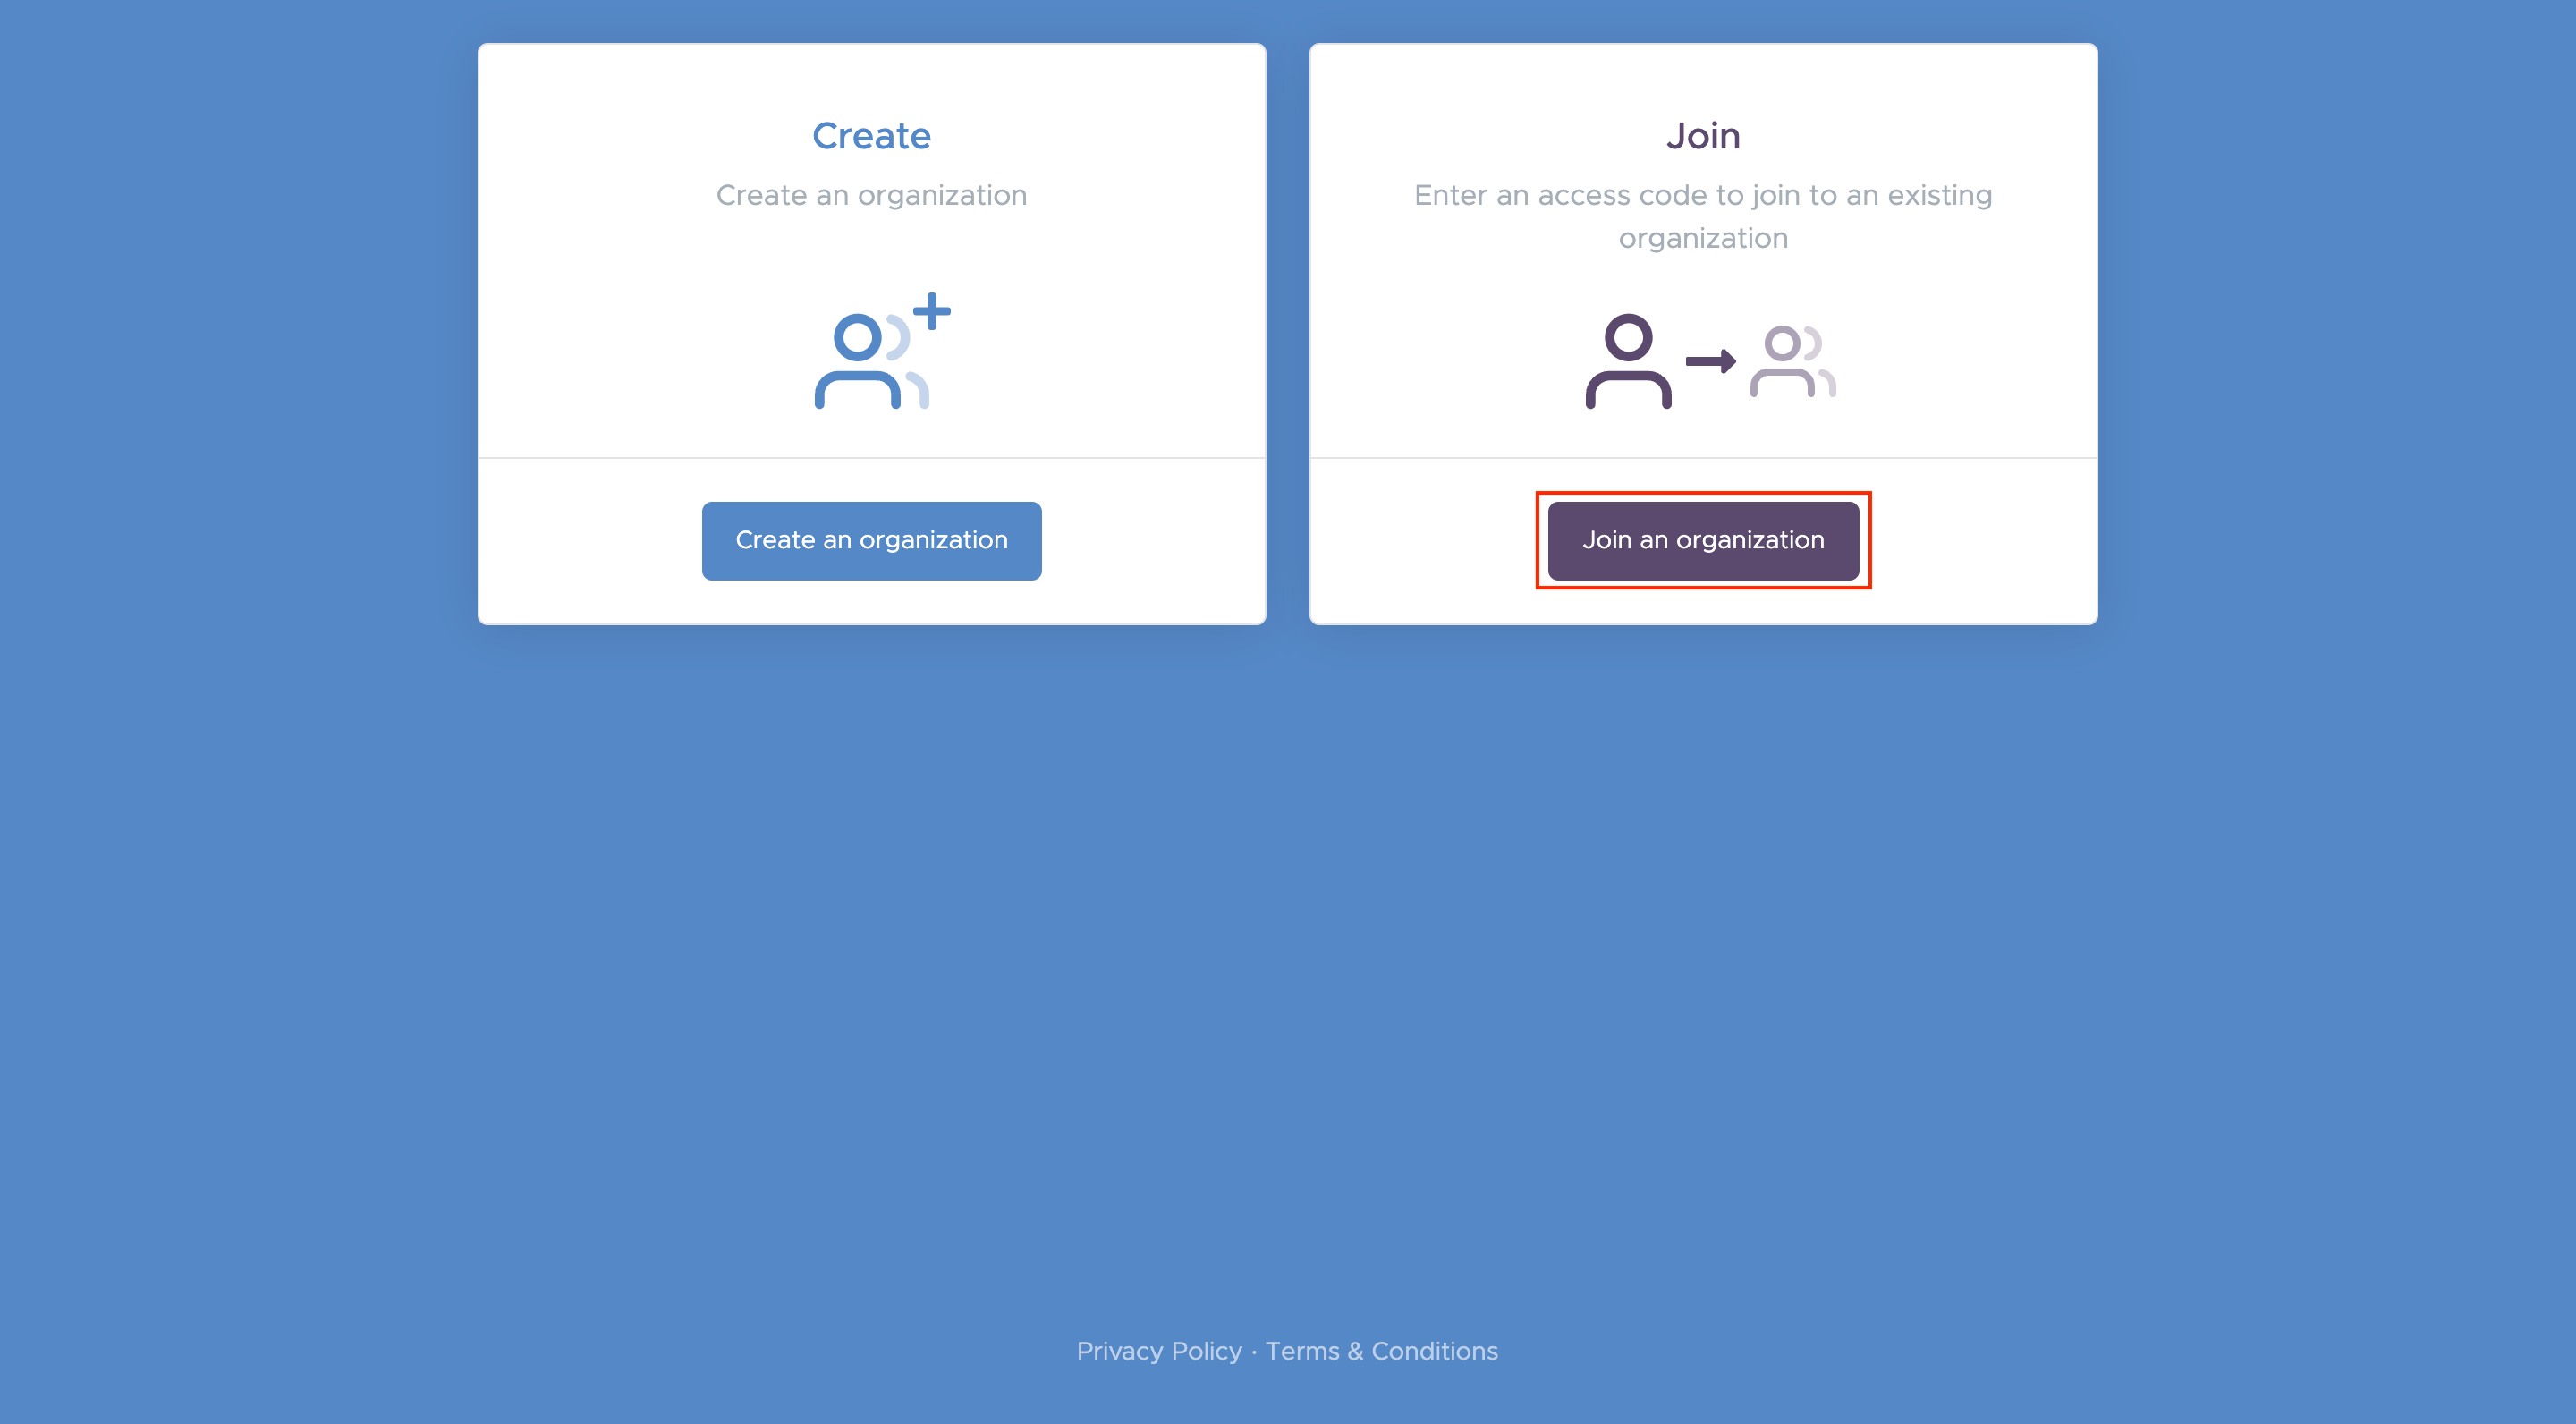 Create
Create an organization
Create an organization
Join
Enter an access code to join to an existing
organization
Join an organization
Privacy Policy · Terms & Conditions